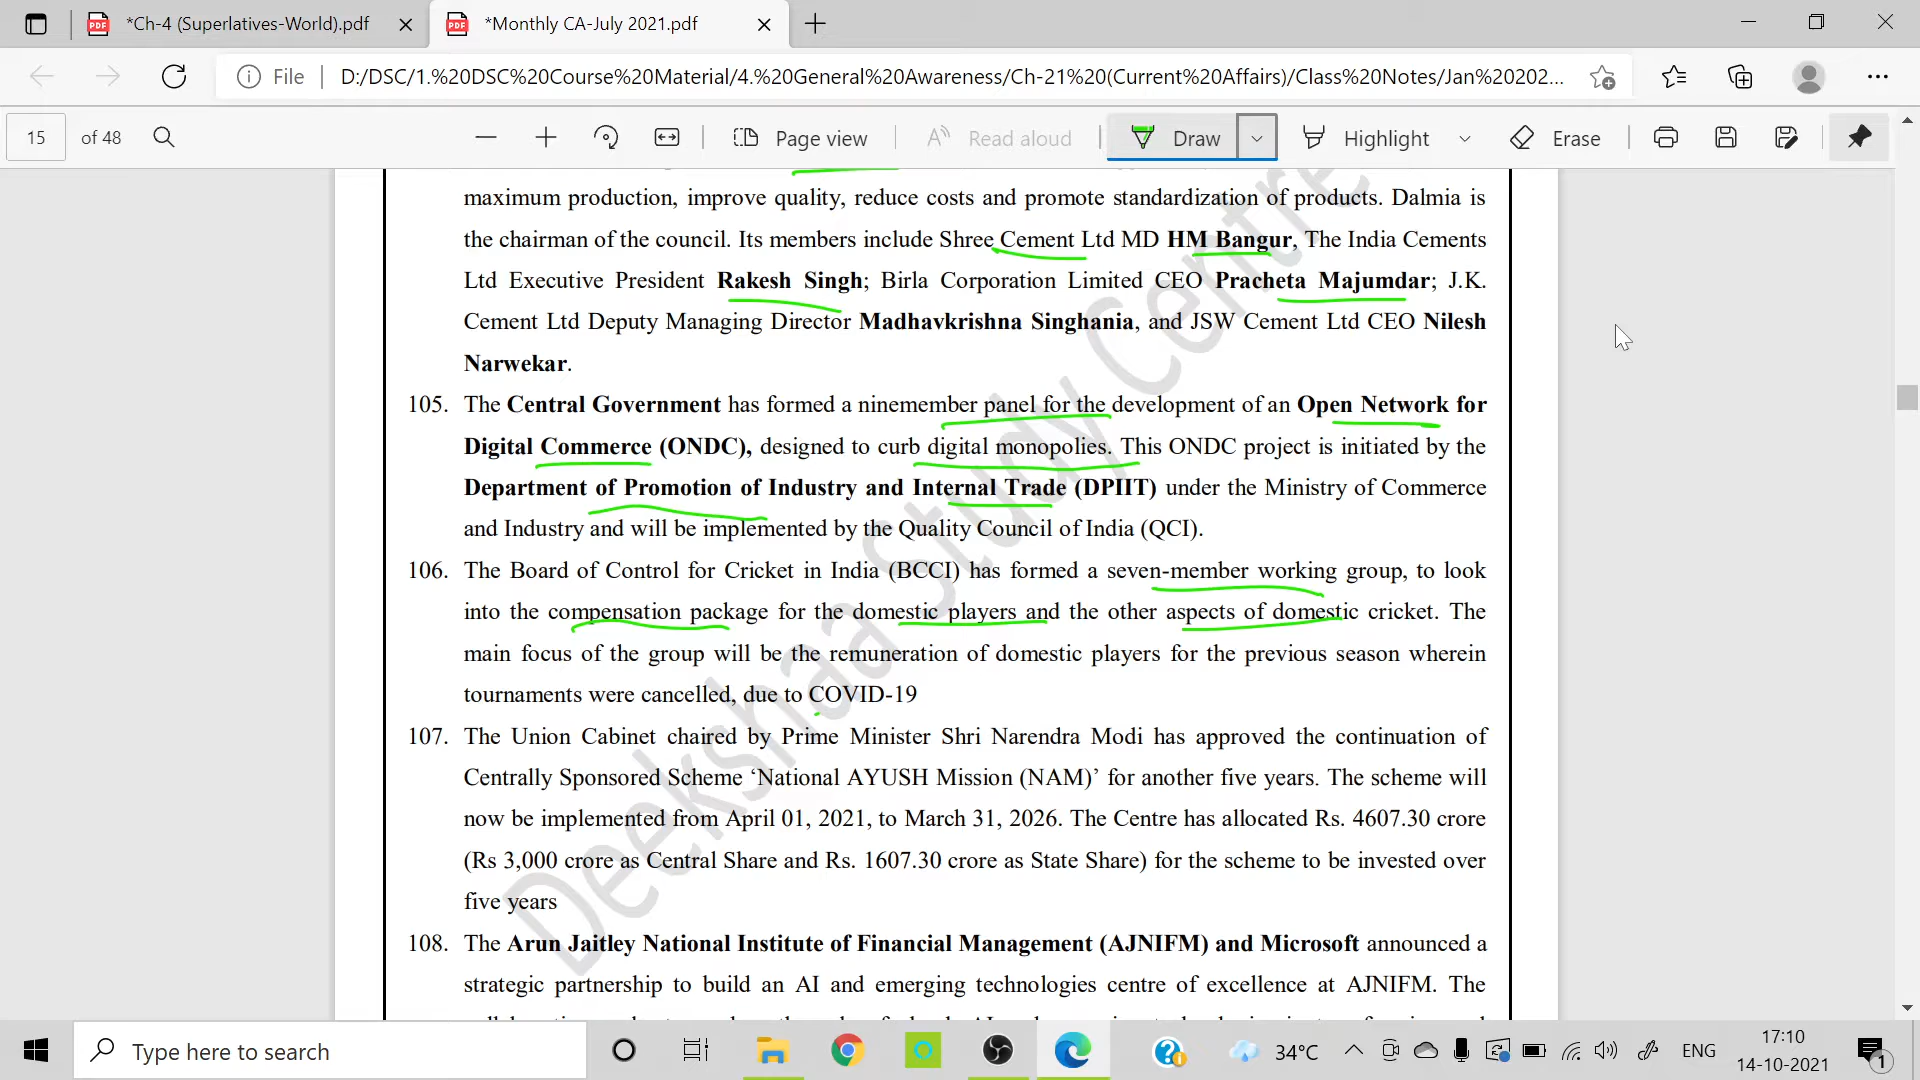 *Ch-4 (Superlatives-World).pdf
*Monthly CA-July 2021.pdf
File
D:/DSC/1.%20DSC%20Course%20Material/4.%20General%20Awareness/Ch-21%20(Current%20Affairs)/Class%20Notes/Jan%20202...
15 of 48
Page view
Read aloud
Draw
Highlight
Erase
maximum production, improve quality, reduce costs and promote standardization of products. Dalmia is
the chairman of the council. Its members include Shree Cement Ltd MD HM Bangur, The India Cements
Ltd Executive President Rakesh Singh; Birla Corporation Limited CEO Pracheta Majumdar; J.K.
Cement Ltd Deputy Managing Director Madhavkrishna Singhania, and JSW Cement Ltd CEO Nilesh
Narwekar.
105. The Central Government has formed a ninemember panel for the development of an Open Network for
Digital Commerce (ONDC), designed to curb digital monopolies. This ONDC project is initiated by the
Department of Promotion of Industry and Internal Trade (DPIIT) under the Ministry of Commerce
and Industry and will be implemented by the Quality Council of India (QCI).
106. The Board of Control for Cricket in India (BCCI) has formed a seven-member working group, to look
into the compensation package for the domestic players and the other aspects of domestic cricket. The
main focus of the group will be the remuneration of domestic players for the previous season wherein
tournaments were cancelled, due to COVID-19
107. The Union Cabinet chaired by Prime Minister Shri Narendra Modi has approved the continuation of
Centrally Sponsored Scheme ‘National AYUSH Mission (NAM)’ for another five years. The scheme will
now be implemented from April 01, 2021, to March 31, 2026. The Centre has allocated Rs. 4607.30 crore
(Rs 3,000 crore as Central Share and Rs. 1607.30 crore as State Share) for the scheme to be invested over
five years
108. The Arun Jaitley National Institute of Financial Management (AJNIFM) and Microsoft announced a
strategic partnership to build an AI and emerging technologies centre of excellence at AJNIFM. The
Deekshaa Study Centre
Type here to search
34°C
ENG
17:10
14-10-2021
1